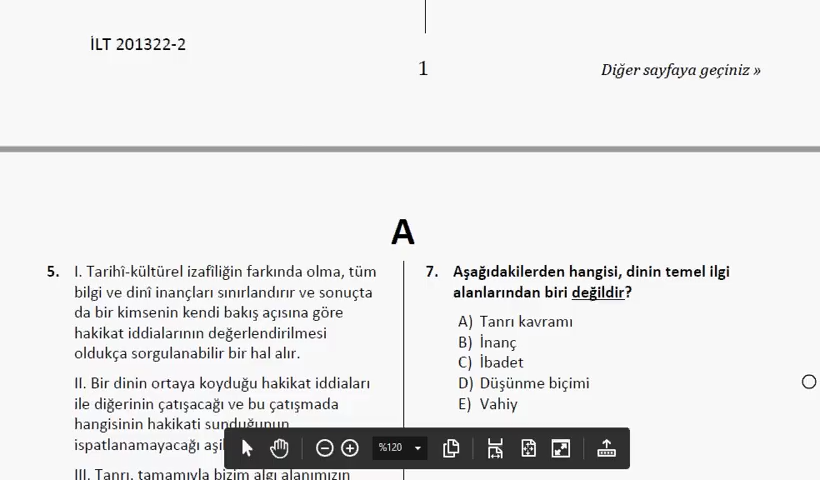 İLT 201322-2
1
Diğer sayfaya geçiniz »
A
5. I. Tarihî-kültürel izafîliğin farkında olma, tüm
bilgi ve dinî inançları sınırlandırır ve sonuçta
da bir kimsenin kendi bakış açısına göre
hakikat iddialarının değerlendirilmesi
oldukça sorgulanabilir bir hal alır.
II. Bir dinin ortaya koyduğu hakikat iddiaları
ile diğerinin çatışacağı ve bu çatışmada
hangisinin hakikati sunduğunun
ispatlanamayacağı
III. Tanrı, tamamıyla bizim algı alanımızın
7. Aşağıdakilerden hangisi, dinin temel ilgi
alanlarından biri değildir?
A) Tanrı kavramı
B) İnanç
C) İbadet
D) Düşünme biçimi
E) Vahiy
%120